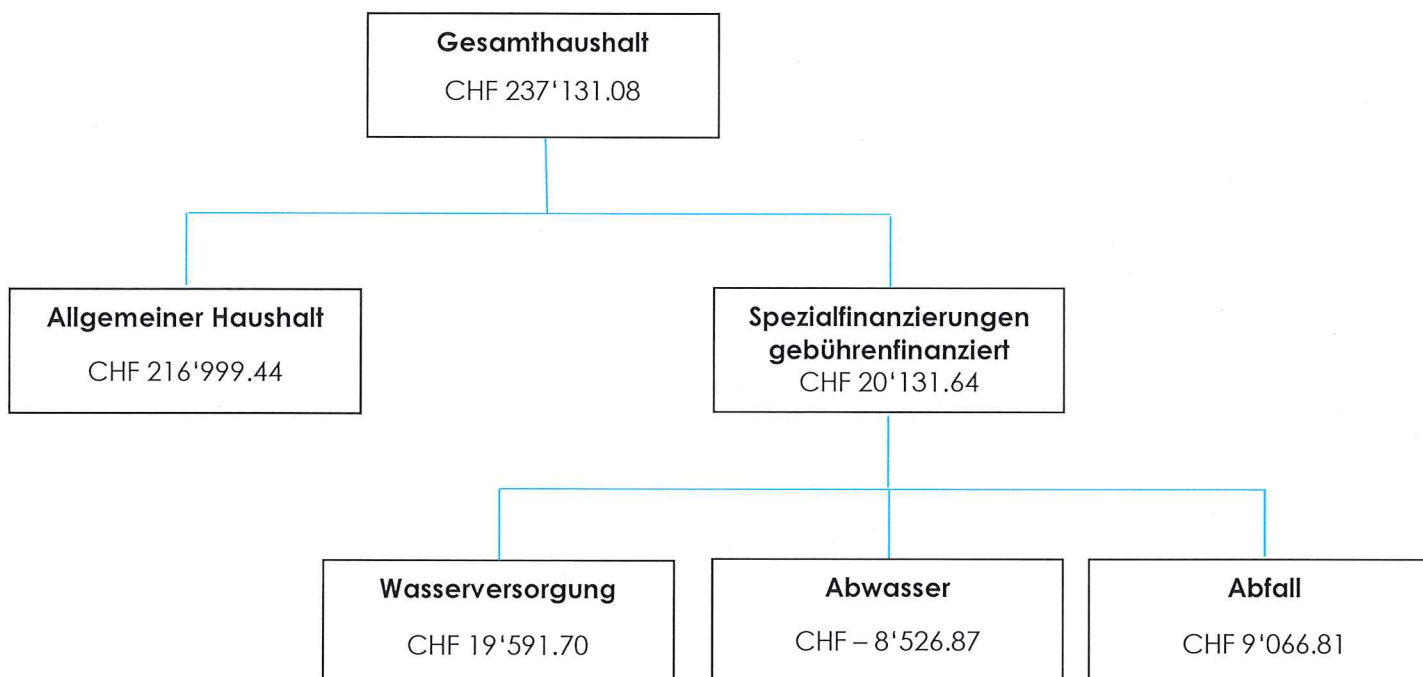 Gesamthaushalt
CHF 237‘131.08
Allgemeiner Haushalt
CHF 216‘999.44
Spezialfinanzierungen
gebührenfinanziert
CHF 20‘131.64
Wasserversorgung
CHF 19‘591.70
Abwasser
CHF – 8‘526.87
Abfall
CHF 9‘066.81